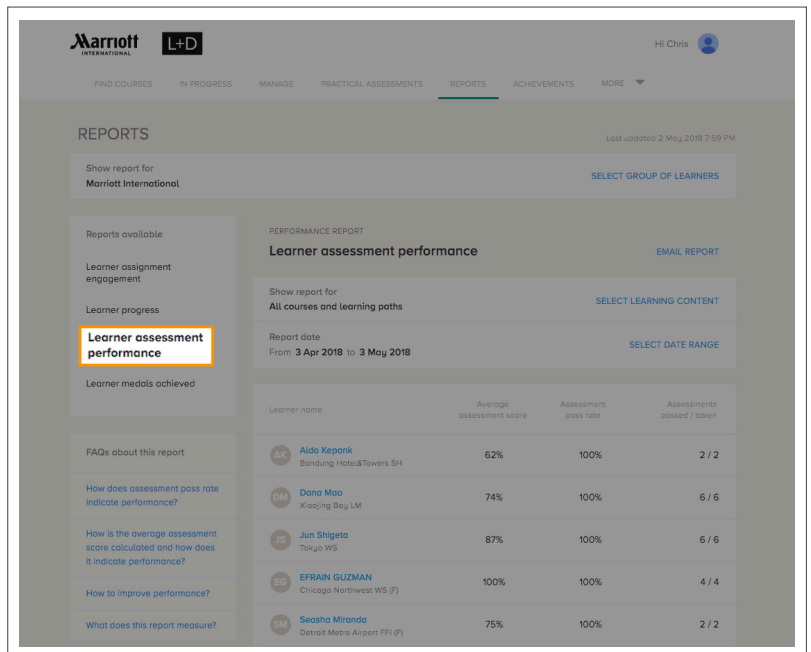 Marriott
INTERNATIONAL
L+D
Hi Chris
FIND COURSES IN PROGRESS MANAGE PRACTICAL ASSESSMENTS REPORTS ACHIEVEMENTS MORE
REPORTS
Last updated 2 May 2018 7:59 PM
Show report for
Marriott International
SELECT GROUP OF LEARNERS
Reports available
Learner assignment
engagement
Learner progress
Learner assessment
performance
Learner medals achieved
FAQs about this report
How does assessment pass rate
indicate performance?
How is the average assessment
score calculated and how does
it indicate performance?
How to improve performance?
What does this report measure?
PERFORMANCE REPORT
Learner assessment performance
EMAIL REPORT
Show report for
All courses and learning paths
SELECT LEARNING CONTENT
Report date
From 3 Apr 2018 to 3 May 2018
SELECT DATE RANGE
Learner name
Average
assessment score
Assessment
pass rate
Assessments
passed / taken
AK Aldo Kepank 62% 100% 2 / 2
Bandung Hotel&Towers SH
DM Dana Mao 74% 100% 6 / 6
Xiaojing Bay LM
JS Jun Shigeta 87% 100% 6 / 6
Tokyo WS
EG EFRAIN GUZMAN 100% 100% 4 / 4
Chicago Northwest WS (F)
SM Seasha Miranda 75% 100% 2 / 2
Detroit Metro Airport FFI (F)